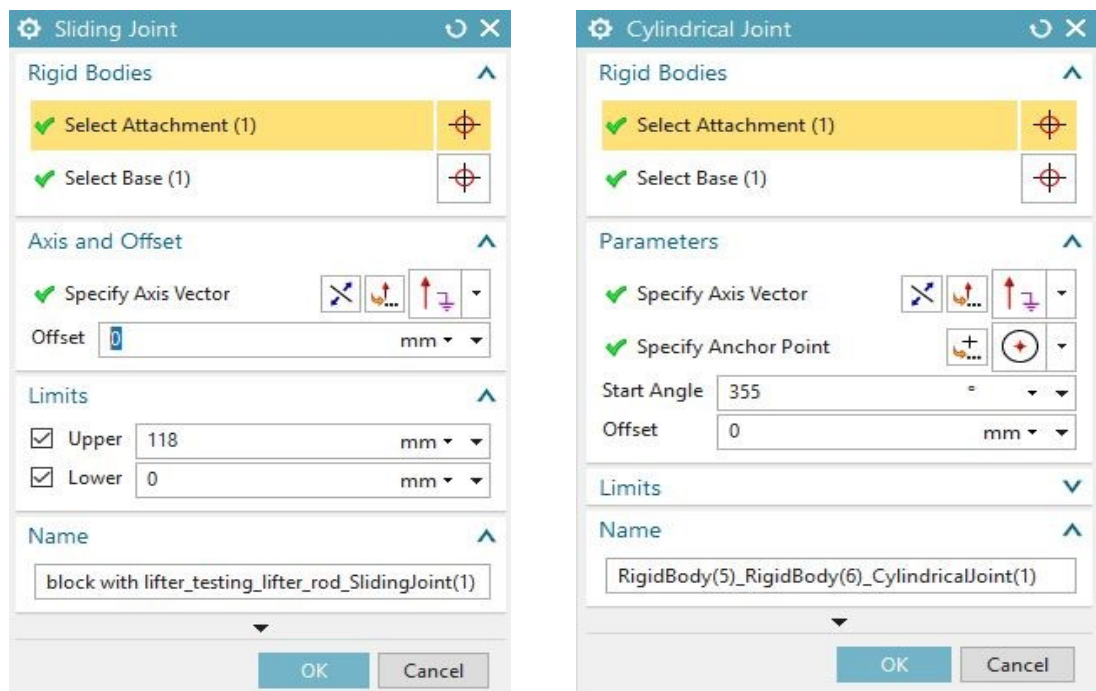 Sliding Joint
Rigid Bodies
Select Attachment (1)
Select Base (1)
Axis and Offset
Specify Axis Vector
Offset 0 mm
Limits
Upper 118 mm
Lower 0 mm
Name
block with lifter_testing_lifter_rod_SlidingJoint(1)
OK Cancel
Cylindrical Joint
Rigid Bodies
Select Attachment (1)
Select Base (1)
Parameters
Specify Axis Vector
Specify Anchor Point
Start Angle 355 °
Offset 0 mm
Limits
Name
RigidBody(5)_RigidBody(6)_CylindricalJoint(1)
OK Cancel